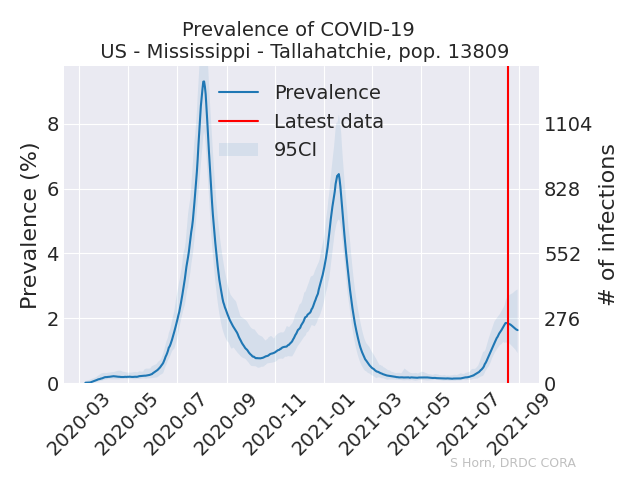 Prevalence of COVID-19
US - Mississippi - Tallahatchie, pop. 13809
Prevalence
Latest data
95CI
Prevalence (%)
8
6
4
2
0
1104
828
552
276
0
# of infections
2020-03
2020-05
2020-07
2020-09
2020-11
2021-01
2021-03
2021-05
2021-07
2021-09
S Horn, DRDC CORA